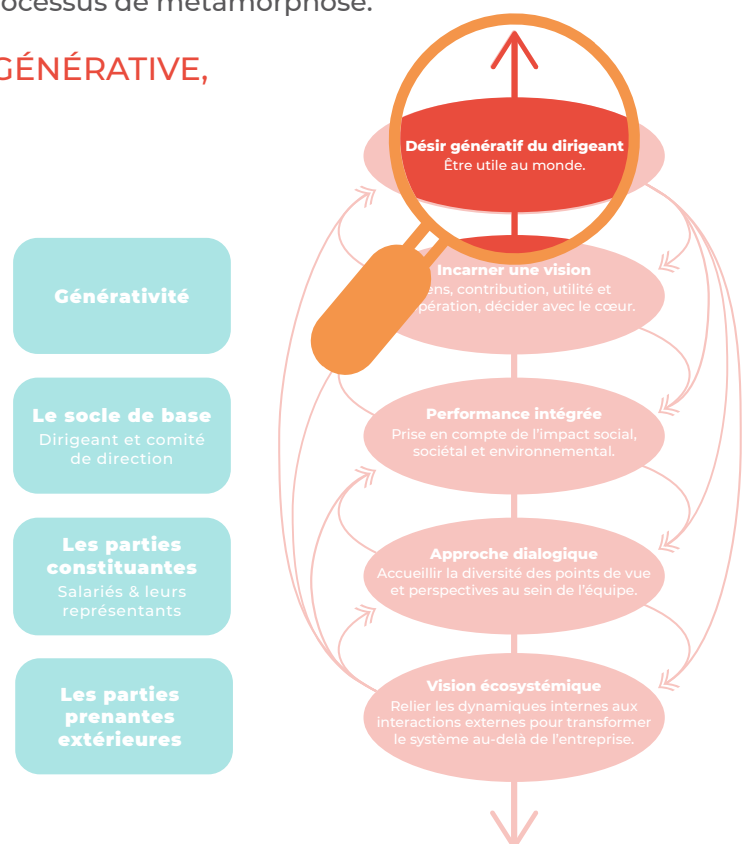 processus de métamorphose.
GÉNÉRATIVE,
Désir génératif du dirigeant
Être utile au monde.
Générativité
Incarner une vision
contribution, utilité et
décider avec le cœur.
Le socle de base
Dirigeant et comité
de direction
Performance intégrée
Prise en compte de l'impact social,
sociétal et environnemental.
Les parties
constituantes
Salariés & leurs
représentants
Approche dialogique
Accueillir la diversité des points de vue
et perspectives au sein de l'équipe.
Les parties
prenantes
extérieures
Vision écosystémique
Relier les dynamiques internes aux
interactions externes pour transformer
le système au-delà de l'entreprise.